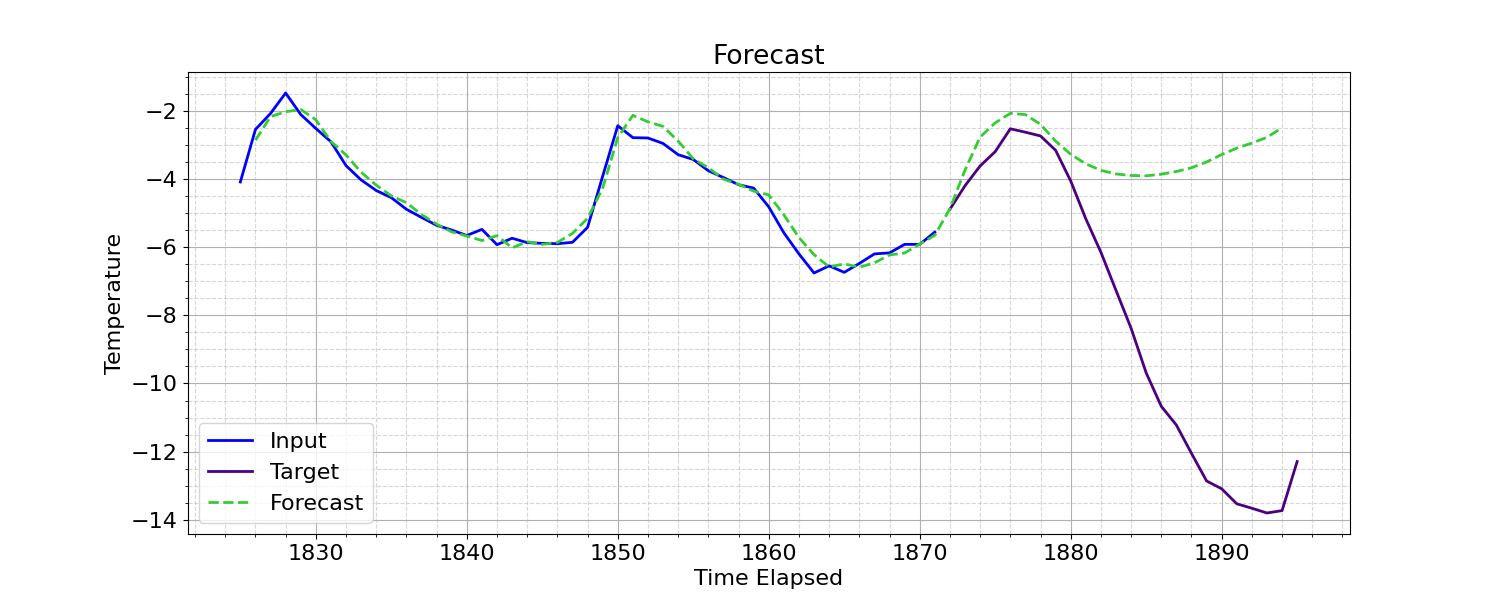 Forecast
Temperature
−2
−4
−6
−8
−10
−12
−14
Input
Target
Forecast
1830 1840 1850 1860 1870 1880 1890
Time Elapsed